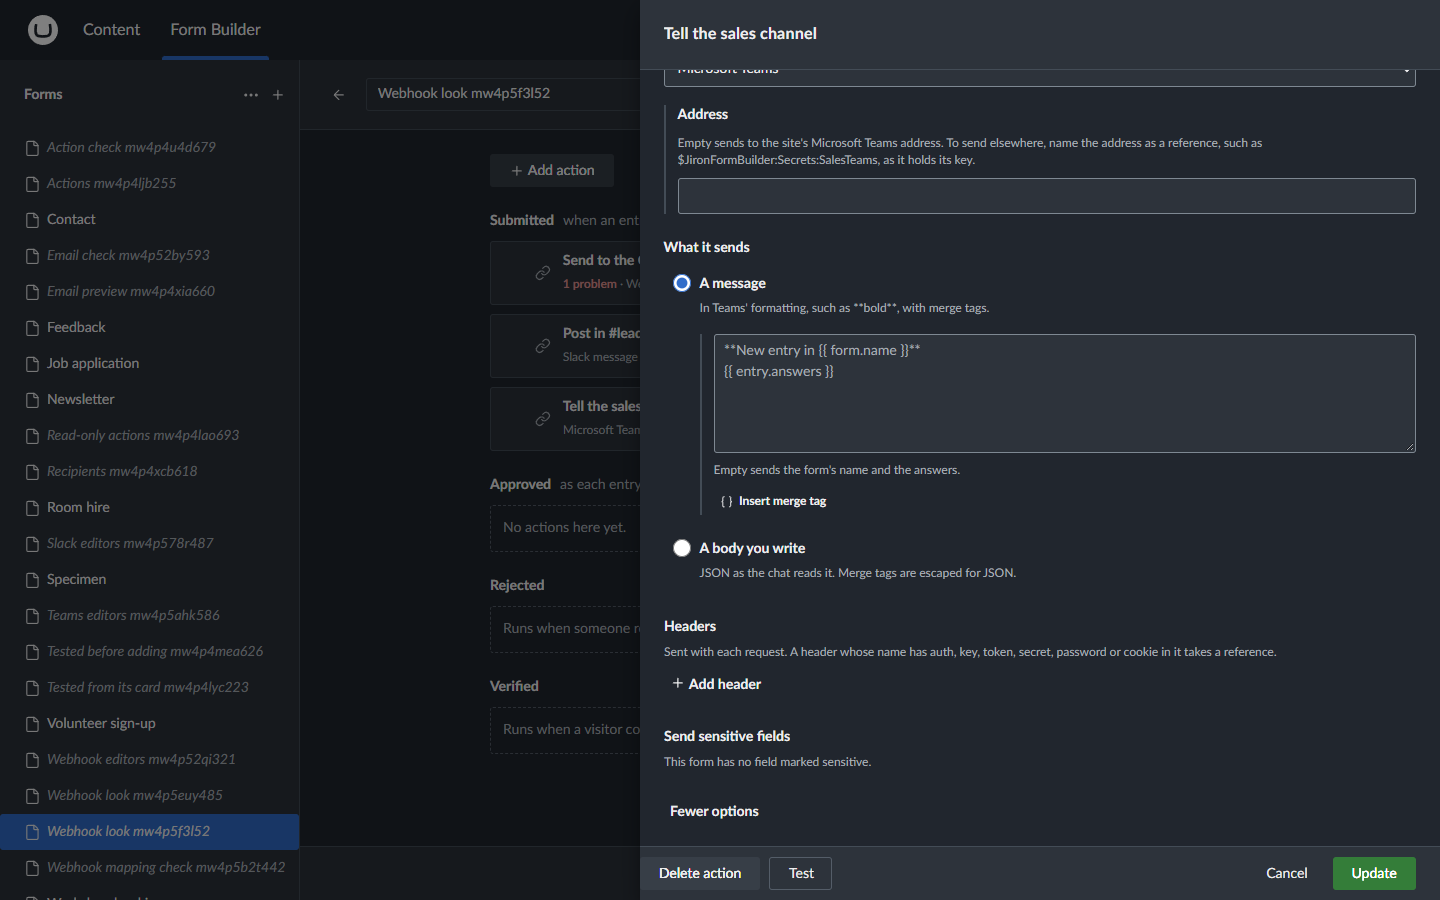 Content
Form Builder
Forms
Action check mw4p4u4d679
Actions mw4p4ljb255
Contact
Email check mw4p52by593
Email preview mw4p4xia660
Feedback
Job application
Newsletter
Read-only actions mw4p4lao693
Recipients mw4p4xcb618
Room hire
Slack editors mw4p578r487
Specimen
Teams editors mw4p5ahk586
Tested before adding mw4p4mea626
Tested from its card mw4p4lyc223
Volunteer sign-up
Webhook editors mw4p52qi321
Webhook look mw4p5euy485
Webhook look mw4p5f3l52
Webhook mapping check mw4p5b2t442
Webhook look mw4p5f3l52
+ Add action
Submitted when an ent
Send to the
1 problem · We
Post in #lead
Slack message
Tell the sales
Microsoft Team
Approved as each entry
No actions here yet.
Rejected
Runs when someone re
Verified
Runs when a visitor co
Tell the sales channel
Microsoft Teams
Address
Empty sends to the site's Microsoft Teams address. To send elsewhere, name the address as a reference, such as
$JironFormBuilder:Secrets:SalesTeams, as it holds its key.
What it sends
A message
In Teams' formatting, such as **bold**, with merge tags.
**New entry in {{ form.name }}**
{{ entry.answers }}
Empty sends the form's name and the answers.
{ } Insert merge tag
A body you write
JSON as the chat reads it. Merge tags are escaped for JSON.
Headers
Sent with each request. A header whose name has auth, key, token, secret, password or cookie in it takes a reference.
+ Add header
Send sensitive fields
This form has no field marked sensitive.
Fewer options
Delete action
Test
Cancel
Update